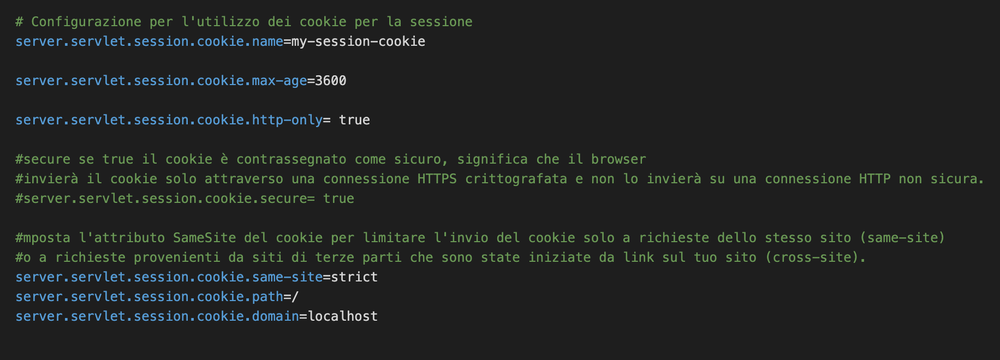 # Configurazione per l'utilizzo dei cookie per la sessione
server.servlet.session.cookie.name=my-session-cookie
server.servlet.session.cookie.max-age=3600
server.servlet.session.cookie.http-only= true
#secure se true il cookie è contrassegnato come sicuro, significa che il browser
#invierà il cookie solo attraverso una connessione HTTPS crittografata e non lo invierà su una connessione HTTP non sicura.
#server.servlet.session.cookie.secure= true
#mposta l'attributo SameSite del cookie per limitare l'invio del cookie solo a richieste dello stesso sito (same-site)
#o a richieste provenienti da siti di terze parti che sono state iniziate da link sul tuo sito (cross-site).
server.servlet.session.cookie.same-site=strict
server.servlet.session.cookie.path=/
server.servlet.session.cookie.domain=localhost